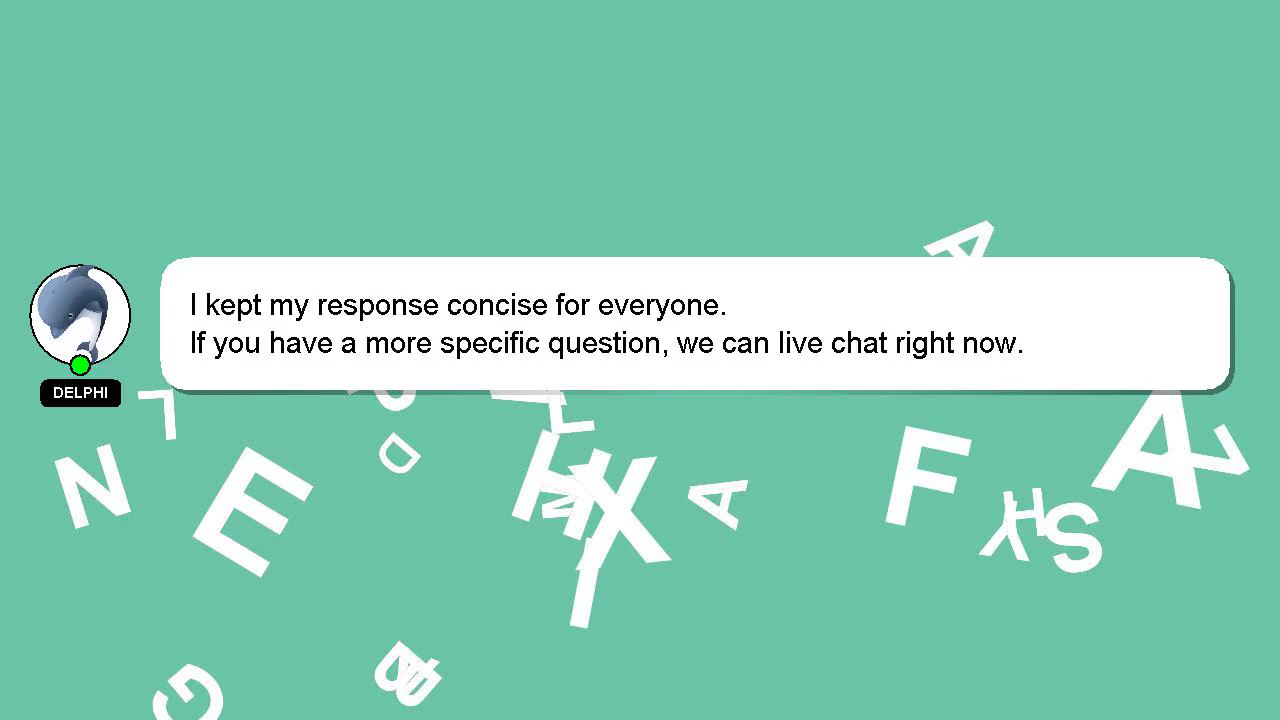 I kept my response concise for everyone.
If you have a more specific question, we can live chat right now.
DELPHI
A
L
N
E
D
L
H
N
X
I
A
F
X
H
S
A
Z
G
B